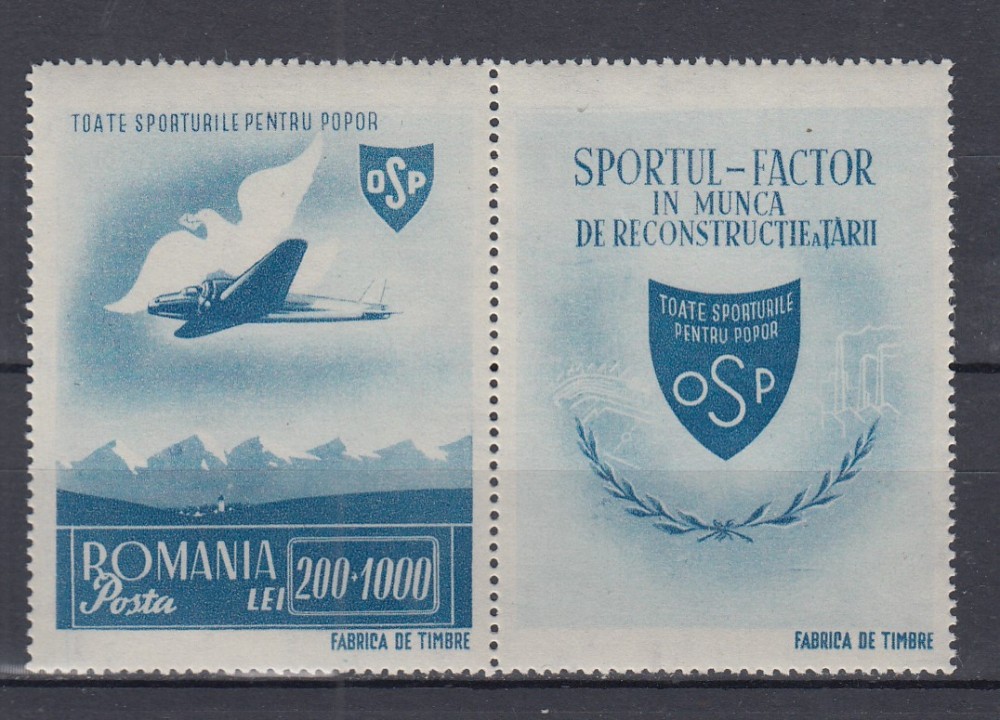 TOATE SPORTURILE PENTRU POPOR
OSP
ROMANIA
Posta
LEI 200+1000
FABRICA DE TIMBRE
SPORTUL-FACTOR
IN MUNCA
DE RECONSTRUCȚIE A ȚĂRII
TOATE SPORTURILE
PENTRU POPOR
OSP
FABRICA DE TIMBRE